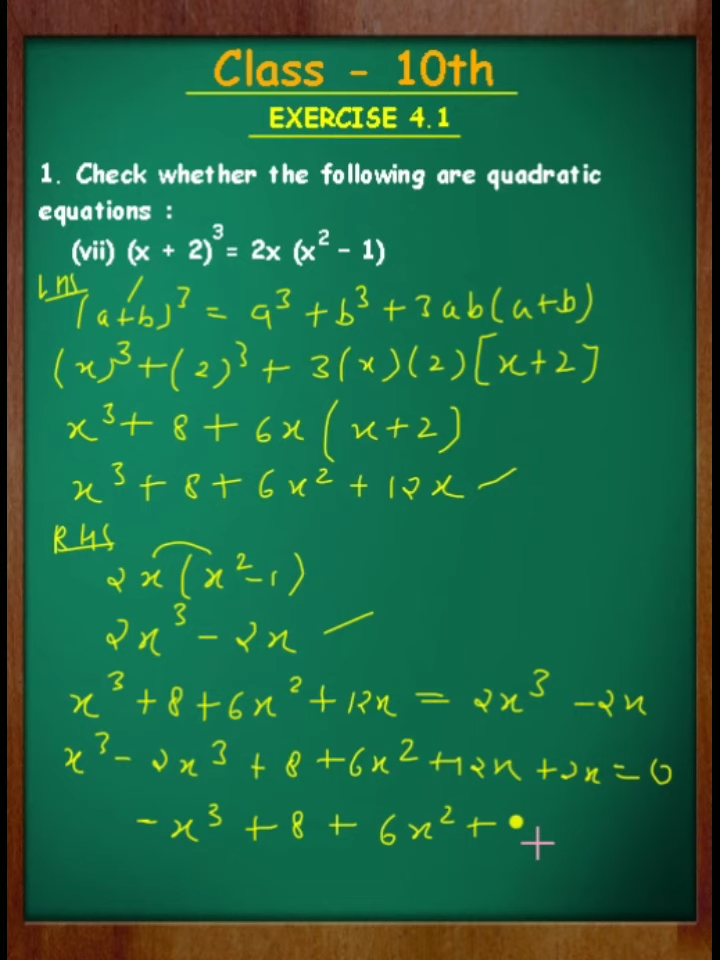 Class - 10th
EXERCISE 4.1
1. Check whether the following are quadratic
equations :
(vii) (x + 2)³ = 2x (x² - 1)
LHS
(a+b)³ = a³ + b³ + 3ab(a+b)
(x)³ + (2)³ + 3(x)(2)[x+2]
x³ + 8 + 6x (x+2)
x³ + 8 + 6x² + 12x
RHS
2x(x²-1)
2x³ - 2x
x³ + 8 + 6x² + 12x = 2x³ - 2x
x³ - 2x³ + 8 + 6x² + 12x + 2x = 0
- x³ + 8 + 6x² +